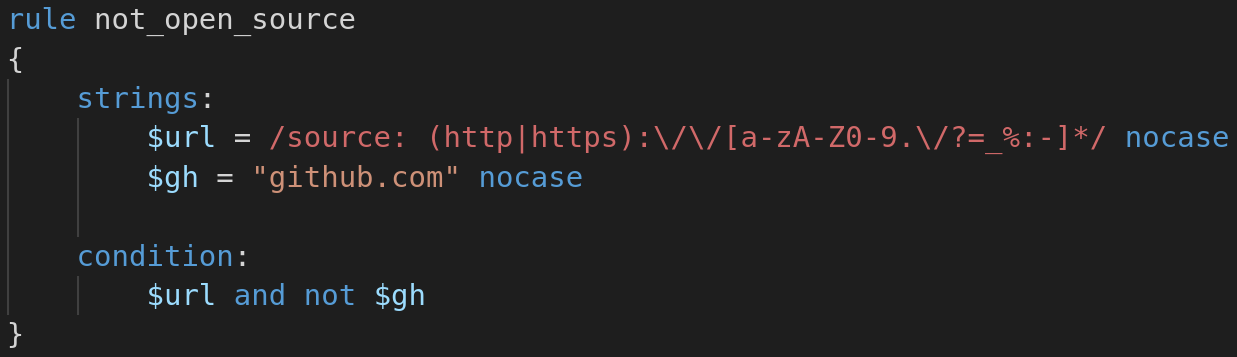 rule not_open_source
{
    strings:
        $url = /source: (http|https):\/\/[a-zA-Z0-9.\/?=_%:-]*/ nocase
        $gh = "github.com" nocase

    condition:
        $url and not $gh
}